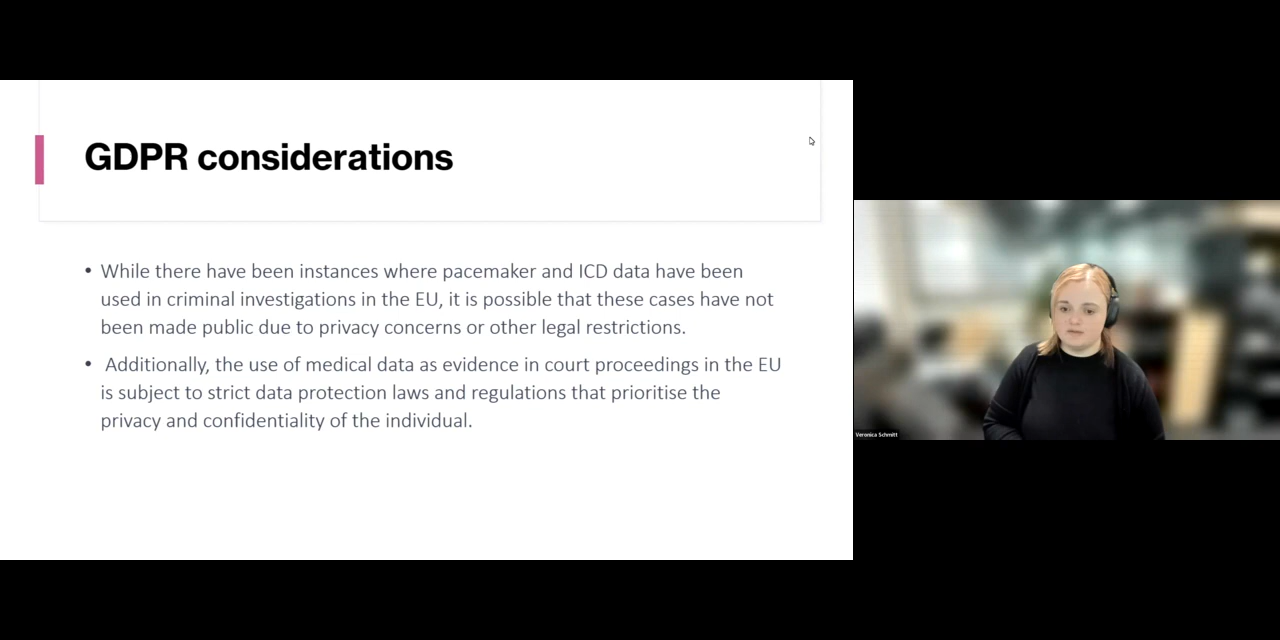 GDPR considerations
• While there have been instances where pacemaker and ICD data have been
used in criminal investigations in the EU, it is possible that these cases have not
been made public due to privacy concerns or other legal restrictions.
• Additionally, the use of medical data as evidence in court proceedings in the EU
is subject to strict data protection laws and regulations that prioritise the
privacy and confidentiality of the individual.
Veronica Schmitt